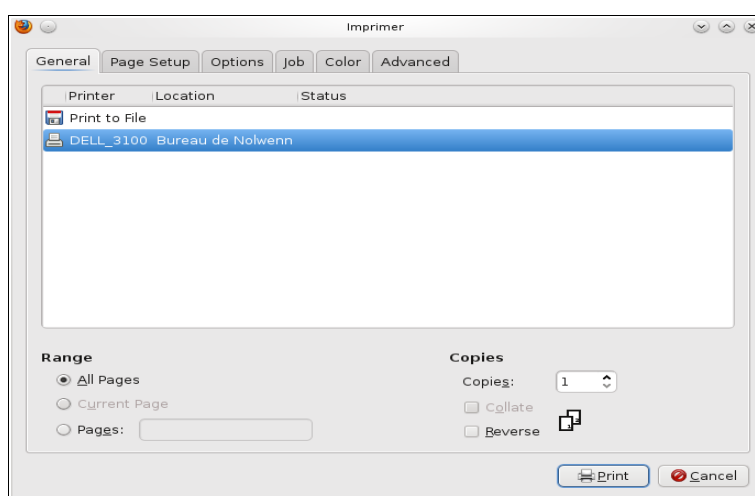 Imprimer
General Page Setup Options Job Color Advanced
Printer Location Status
Print to File
DELL_3100 Bureau de Nolwenn
Range
All Pages
Current Page
Pages:
Copies
Copies: 1
Collate
Reverse
Print Cancel